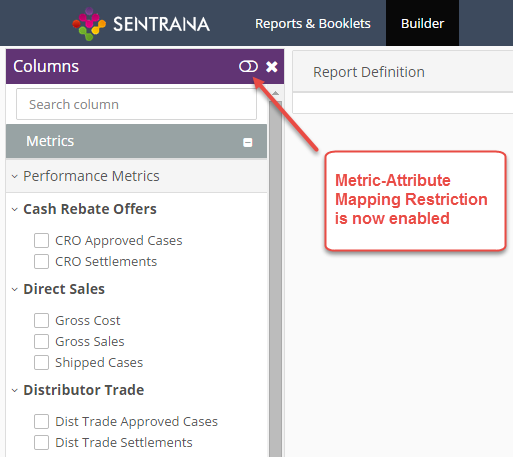 SENTRANA
Reports & Booklets
Builder
Columns
Report Definition
Search column
Metrics
Performance Metrics
Metric-Attribute
Mapping Restriction
is now enabled
Cash Rebate Offers
CRO Approved Cases
CRO Settlements
Direct Sales
Gross Cost
Gross Sales
Shipped Cases
Distributor Trade
Dist Trade Approved Cases
Dist Trade Settlements